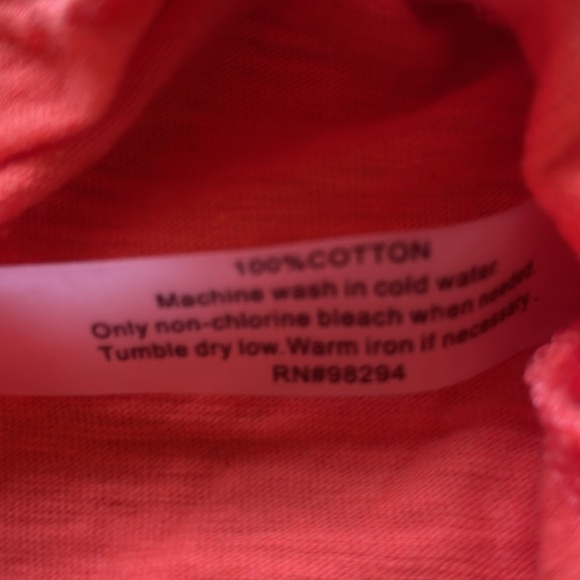 100%COTTON
Machine wash in cold water.
Only non-chlorine bleach when needed.
Tumble dry low.Warm iron if necessary.
RN#98294